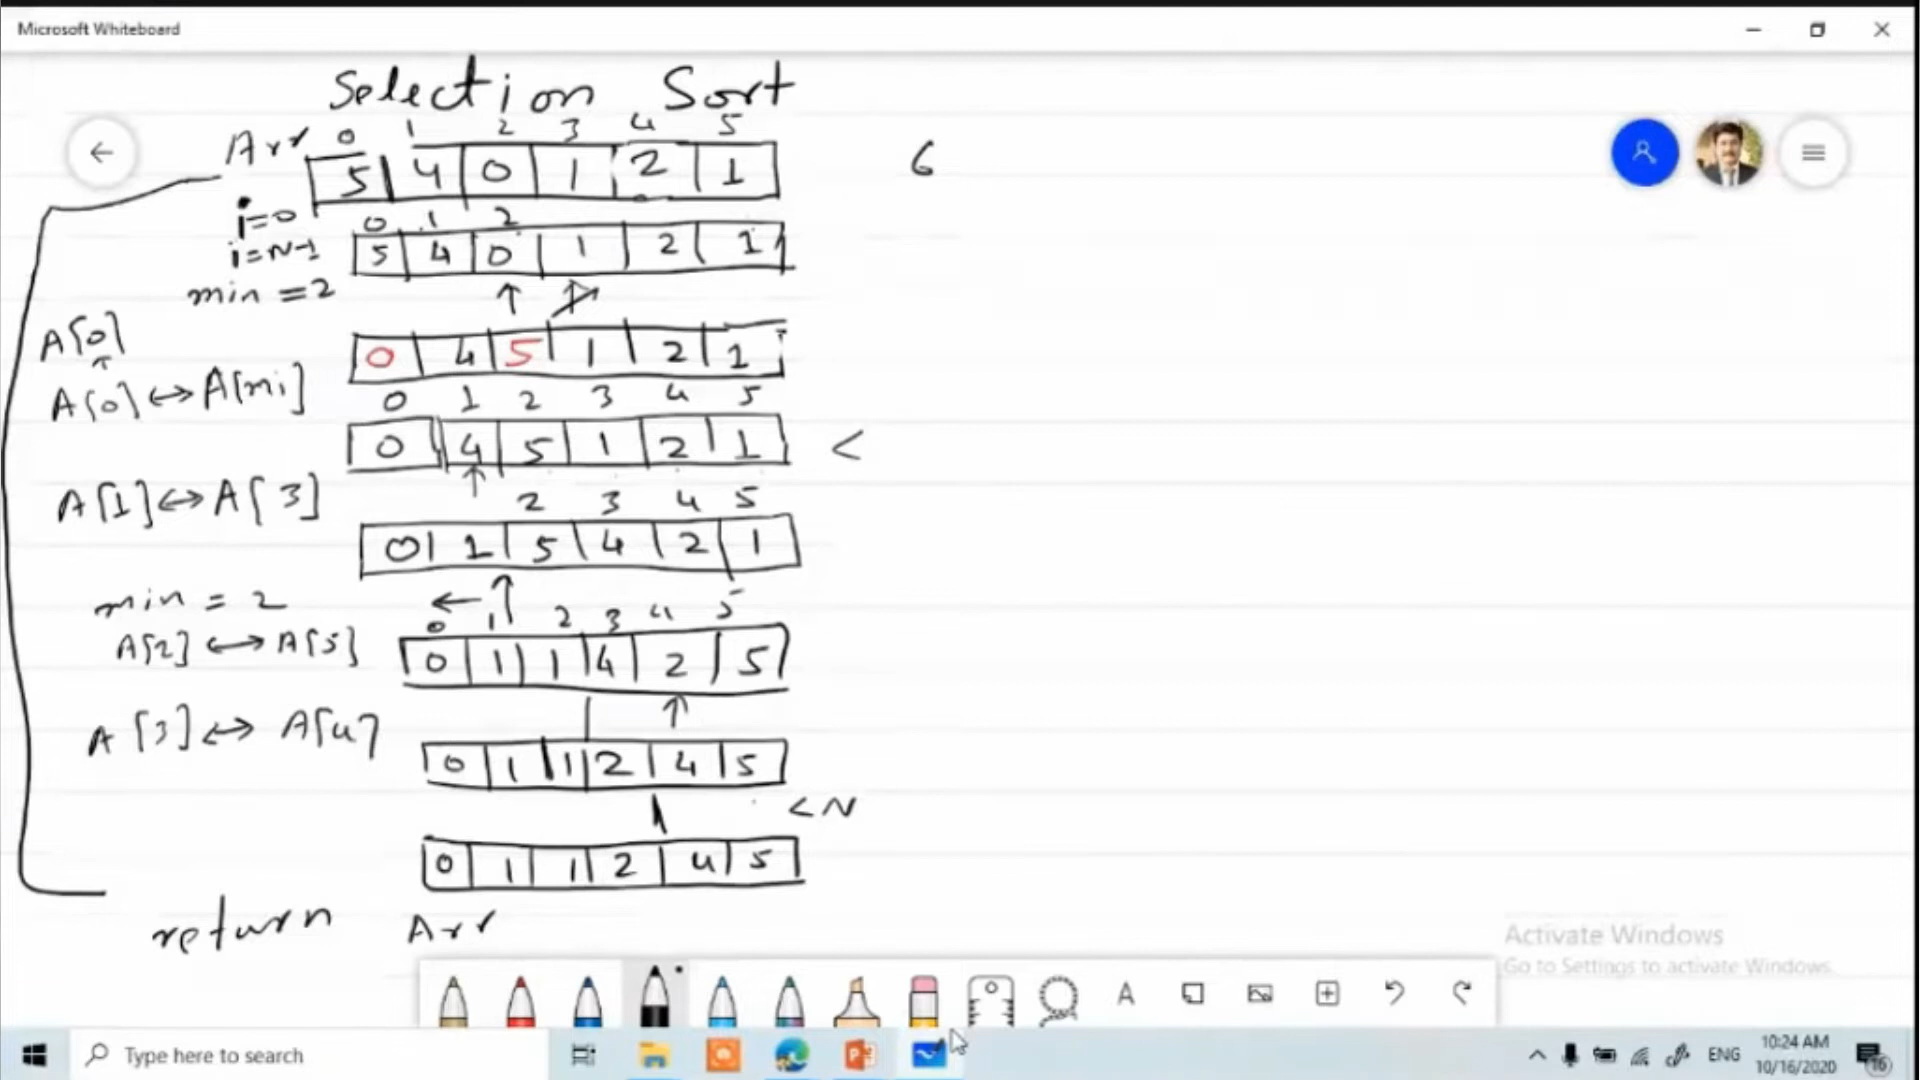 Microsoft Whiteboard
Selection Sort
Arr 0 1 2 3 4 5
5 4 0 1 2 1 6
i=0 0 1 2
i=N-1 5 4 0 1 2 1
min = 2
A[0] 0 4 5 1 2 1
A[0] ↔ A[mi] 0 1 2 3 4 5
0 4 5 1 2 1 <
A[1] ↔ A[3] 2 3 4 5
0 1 5 4 2 1
min = 2 0 1 2 3 4 5
A[2] ↔ A[5] 0 1 1 4 2 5
A[3] ↔ A[4]
0 1 1 2 4 5
<N
0 1 1 2 4 5
return Arr
Activate Windows
Go to Settings to activate Windows.
A
Type here to search
ENG
10:24 AM
10/16/2020
16